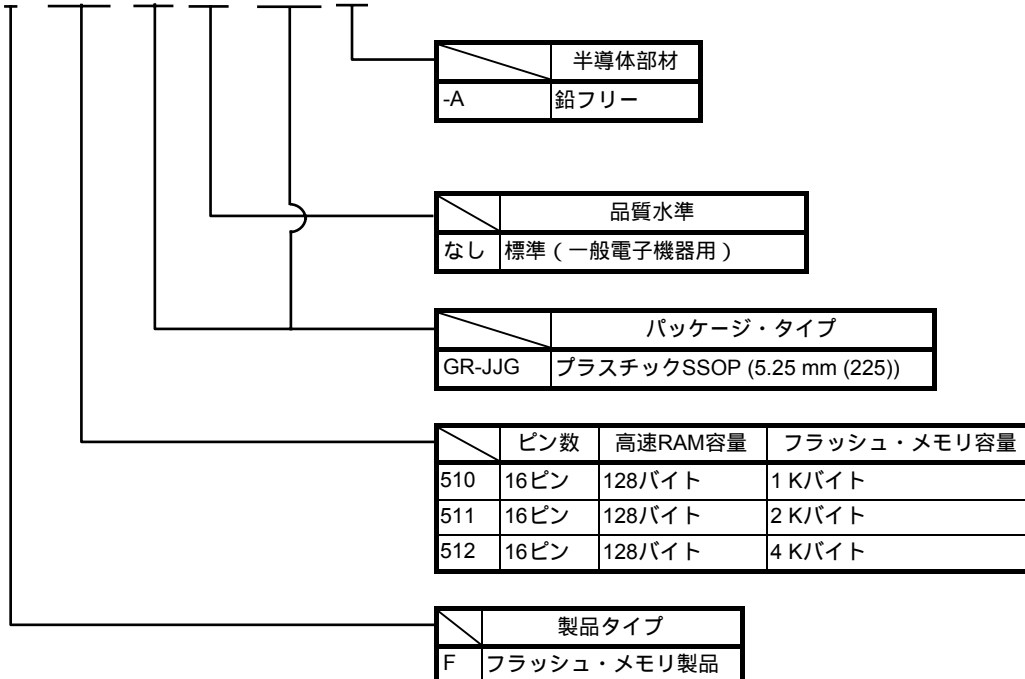 半導体部材
-A 鉛フリー
品質水準
なし 標準（一般電子機器用）
パッケージ・タイプ
GR-JJG プラスチックSSOP (5.25 mm (225))
ピン数 高速RAM容量 フラッシュ・メモリ容量
510 16ピン 128バイト 1 Kバイト
511 16ピン 128バイト 2 Kバイト
512 16ピン 128バイト 4 Kバイト
製品タイプ
F フラッシュ・メモリ製品